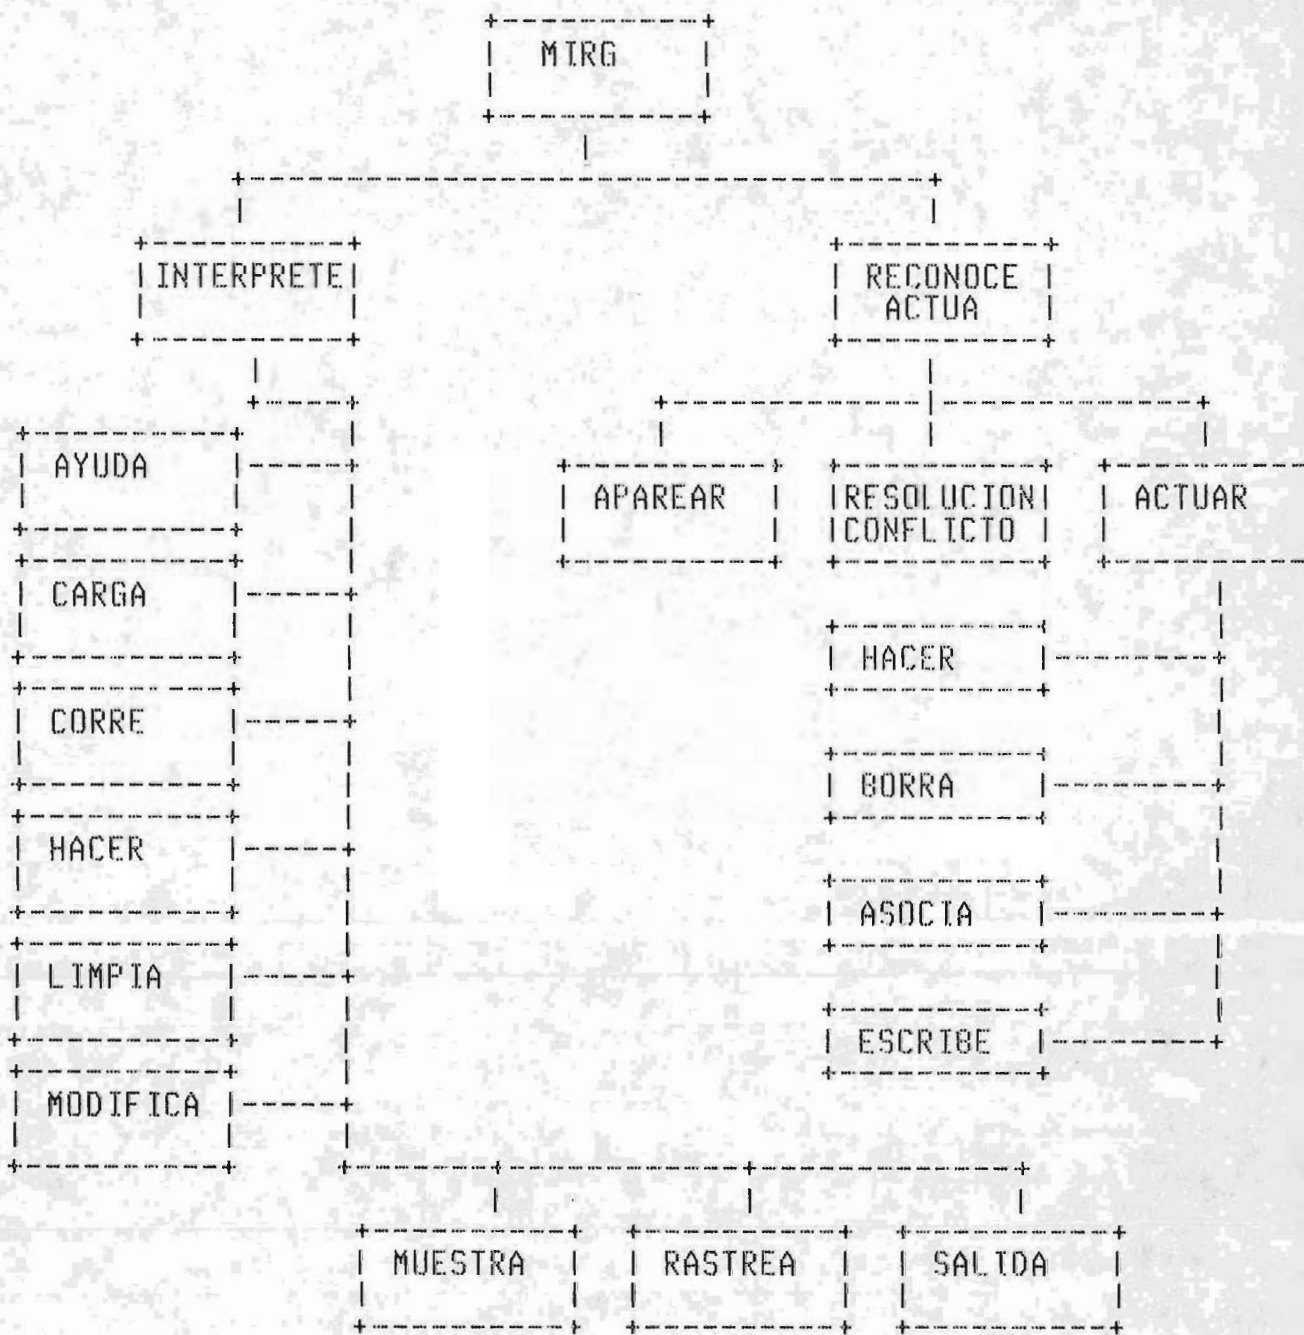 MIRG
INTERPRETE
RECONOCE
ACTUA
AYUDA
APAREAR
RESOLUCION
CONFLICTO
ACTUAR
CARGA
HACER
CORRE
BORRA
HACER
ASOCIA
LIMPIA
ESCRIBE
MODIFICA
MUESTRA
RASTREA
SALIDA